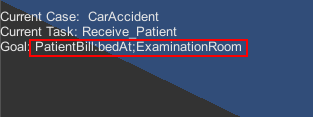 Current Case:  CarAccident
Current Task: Receive_Patient
Goal: PatientBill:bedAt;ExaminationRoom